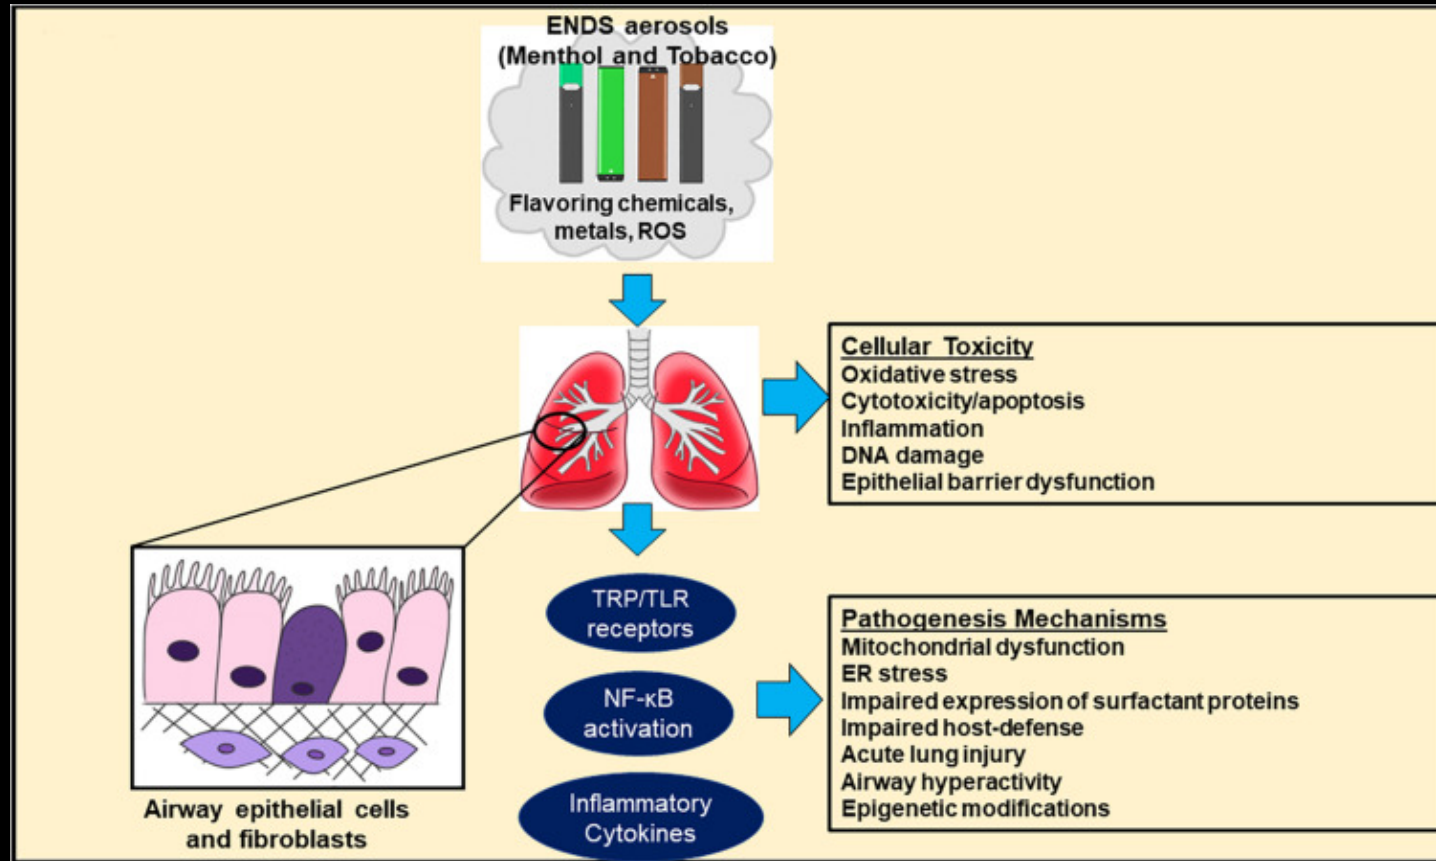 ENDS aerosols
(Menthol and Tobacco)
Flavoring chemicals,
metals, ROS
Cellular Toxicity
Oxidative stress
Cytotoxicity/apoptosis
Inflammation
DNA damage
Epithelial barrier dysfunction
Airway epithelial cells
and fibroblasts
TRP/TLR
receptors
NF-κB
activation
Inflammatory
Cytokines
Pathogenesis Mechanisms
Mitochondrial dysfunction
ER stress
Impaired expression of surfactant proteins
Impaired host-defense
Acute lung injury
Airway hyperactivity
Epigenetic modifications